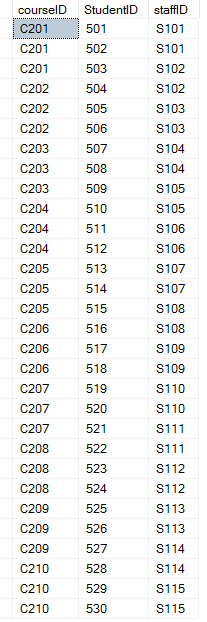 courseID StudentID staffID
C201 501 S101
C201 502 S101
C201 503 S102
C202 504 S102
C202 505 S103
C202 506 S103
C203 507 S104
C203 508 S104
C203 509 S105
C204 510 S105
C204 511 S106
C204 512 S106
C205 513 S107
C205 514 S107
C205 515 S108
C206 516 S108
C206 517 S109
C206 518 S109
C207 519 S110
C207 520 S110
C207 521 S111
C208 522 S111
C208 523 S112
C208 524 S112
C209 525 S113
C209 526 S113
C209 527 S114
C210 528 S114
C210 529 S115
C210 530 S115